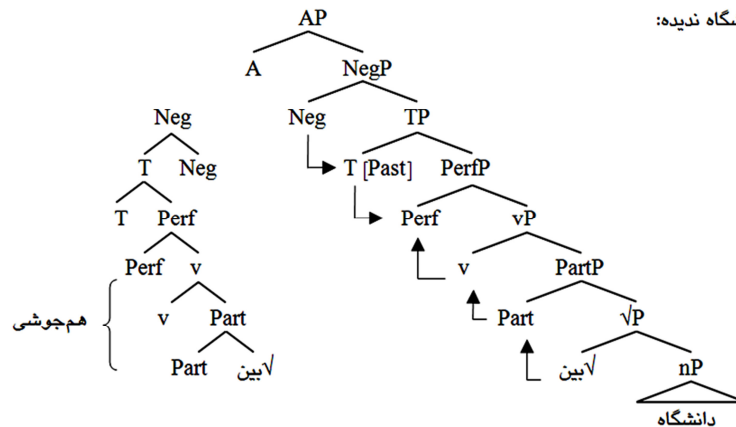 شگاه ندیده:
AP
A NegP
Neg Neg TP
T Neg T [Past] PerfP
T Perf Perf vP
Perf v v PartP
هم‌جوشی v Part Part √P
Part √بین √بین nP
دانشگاه